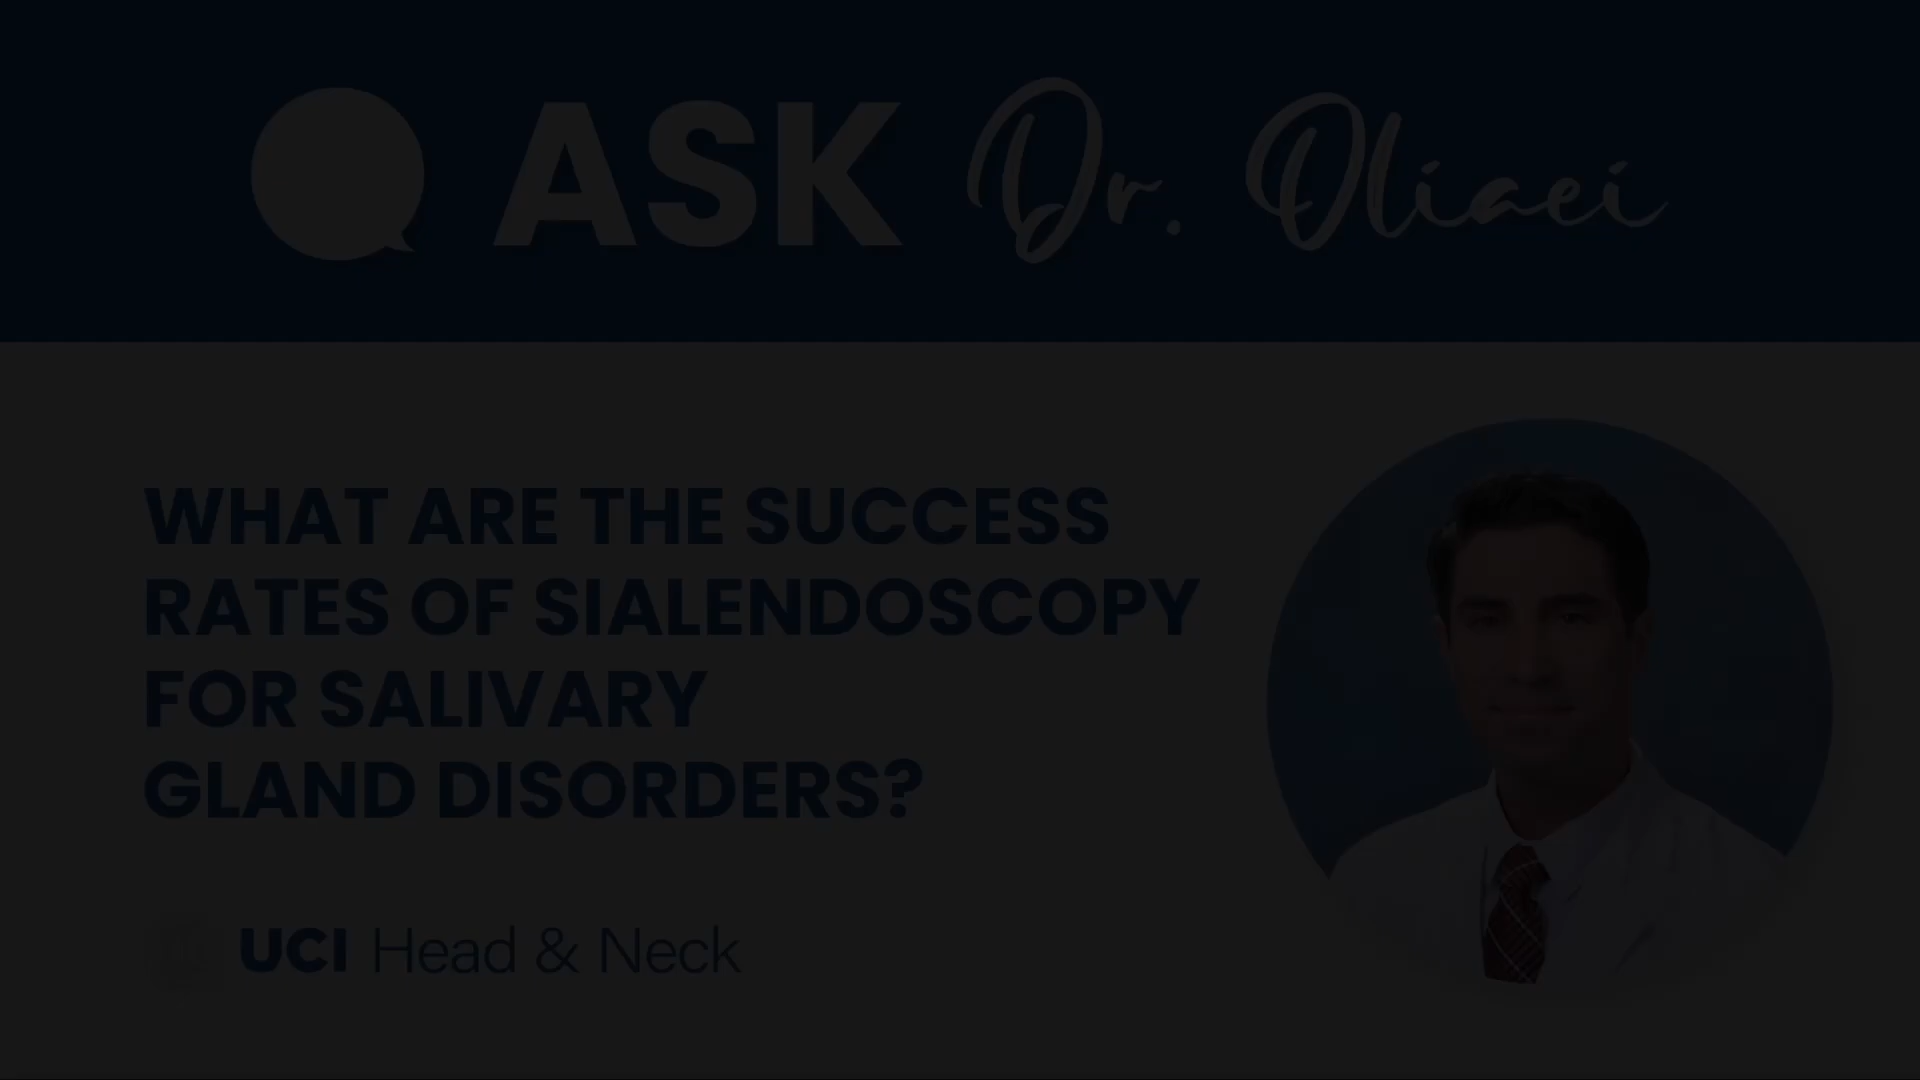 ASK Dr. Oliaei
WHAT ARE THE SUCCESS
RATES OF SIALENDOSCOPY
FOR SALIVARY
GLAND DISORDERS?
UCI Head & Neck